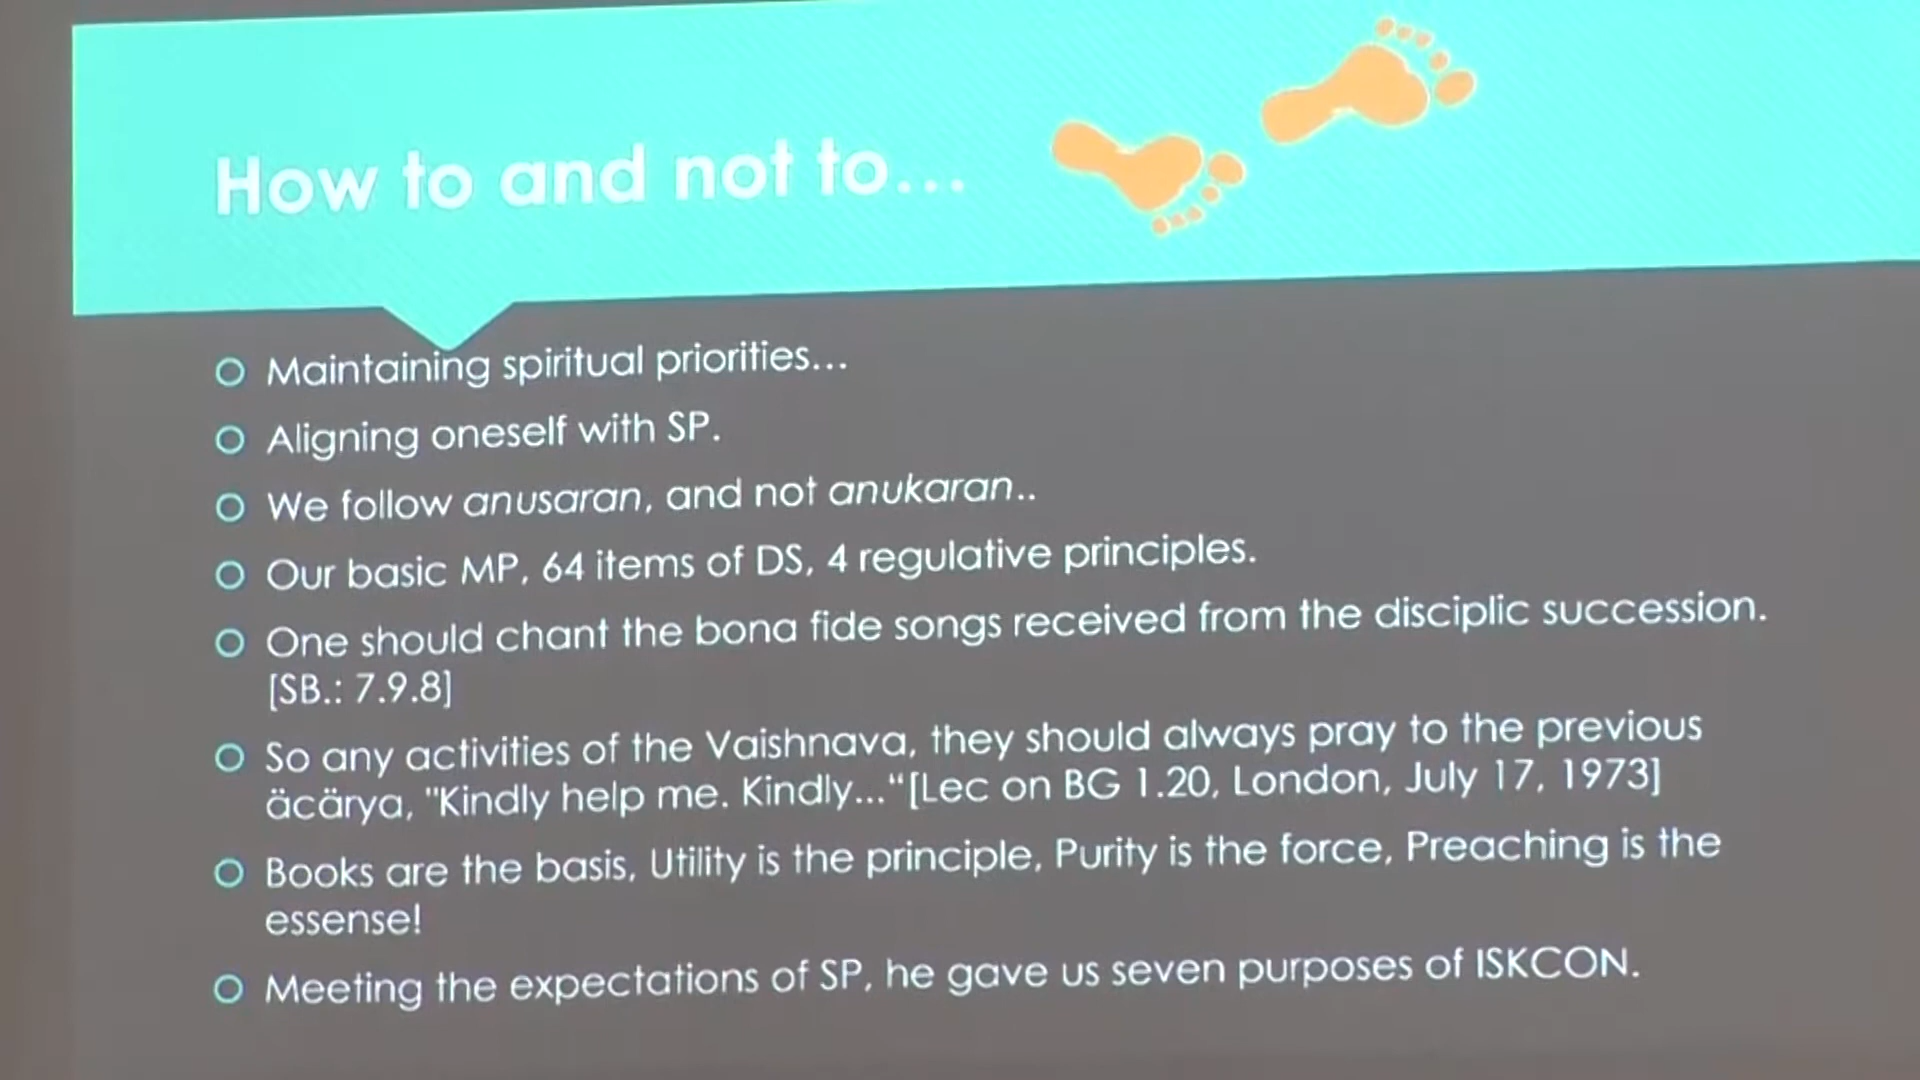 How to and not to...
Maintaining spiritual priorities...
Aligning oneself with SP.
We follow anusaran, and not anukaran..
Our basic MP, 64 items of DS, 4 regulative principles.
One should chant the bona fide songs received from the disciplic succession.
[SB.: 7.9.8]
So any activities of the Vaishnava, they should always pray to the previous
äcärya, "Kindly help me. Kindly..."[Lec on BG 1.20, London, July 17, 1973]
Books are the basis, Utility is the principle, Purity is the force, Preaching is the
essense!
Meeting the expectations of SP, he gave us seven purposes of ISKCON.